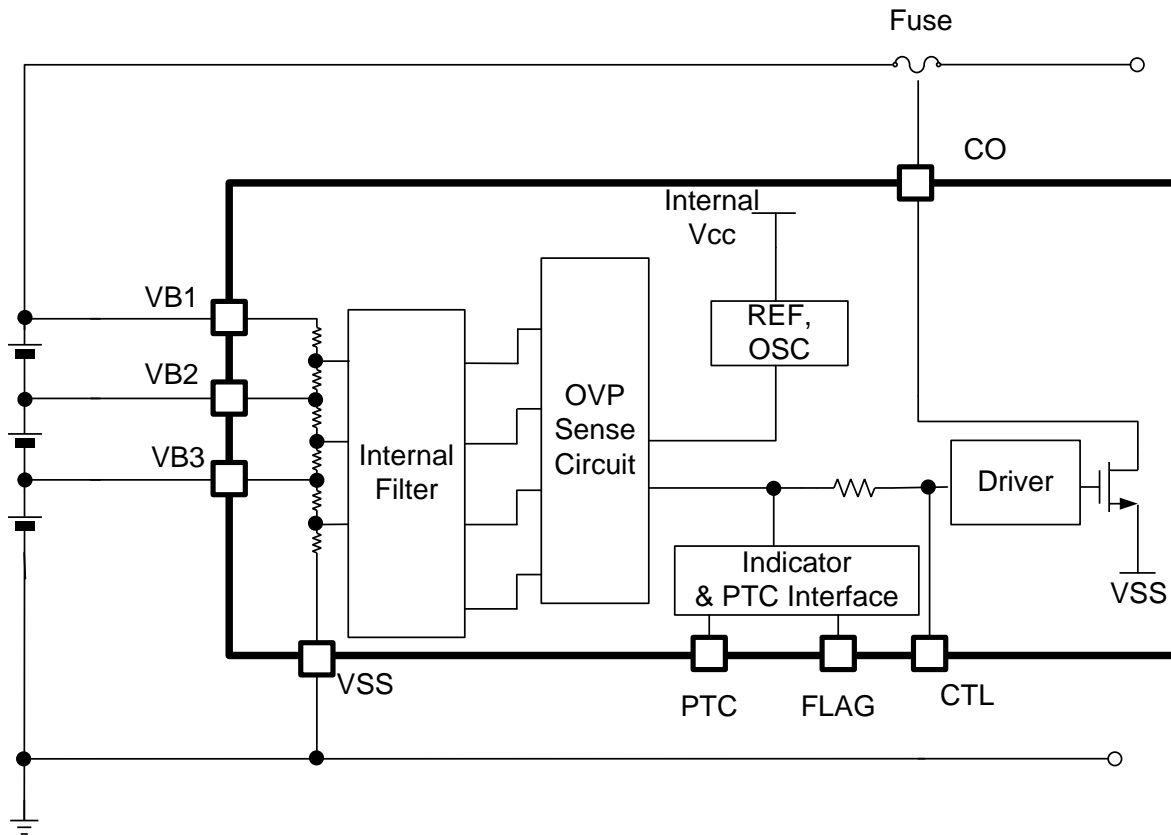 Fuse
CO
Internal
Vcc
VB1
REF,
OSC
VB2
OVP
Sense
Circuit
VB3
Internal
Filter
Driver
Indicator
& PTC Interface
VSS
VSS
PTC
FLAG
CTL